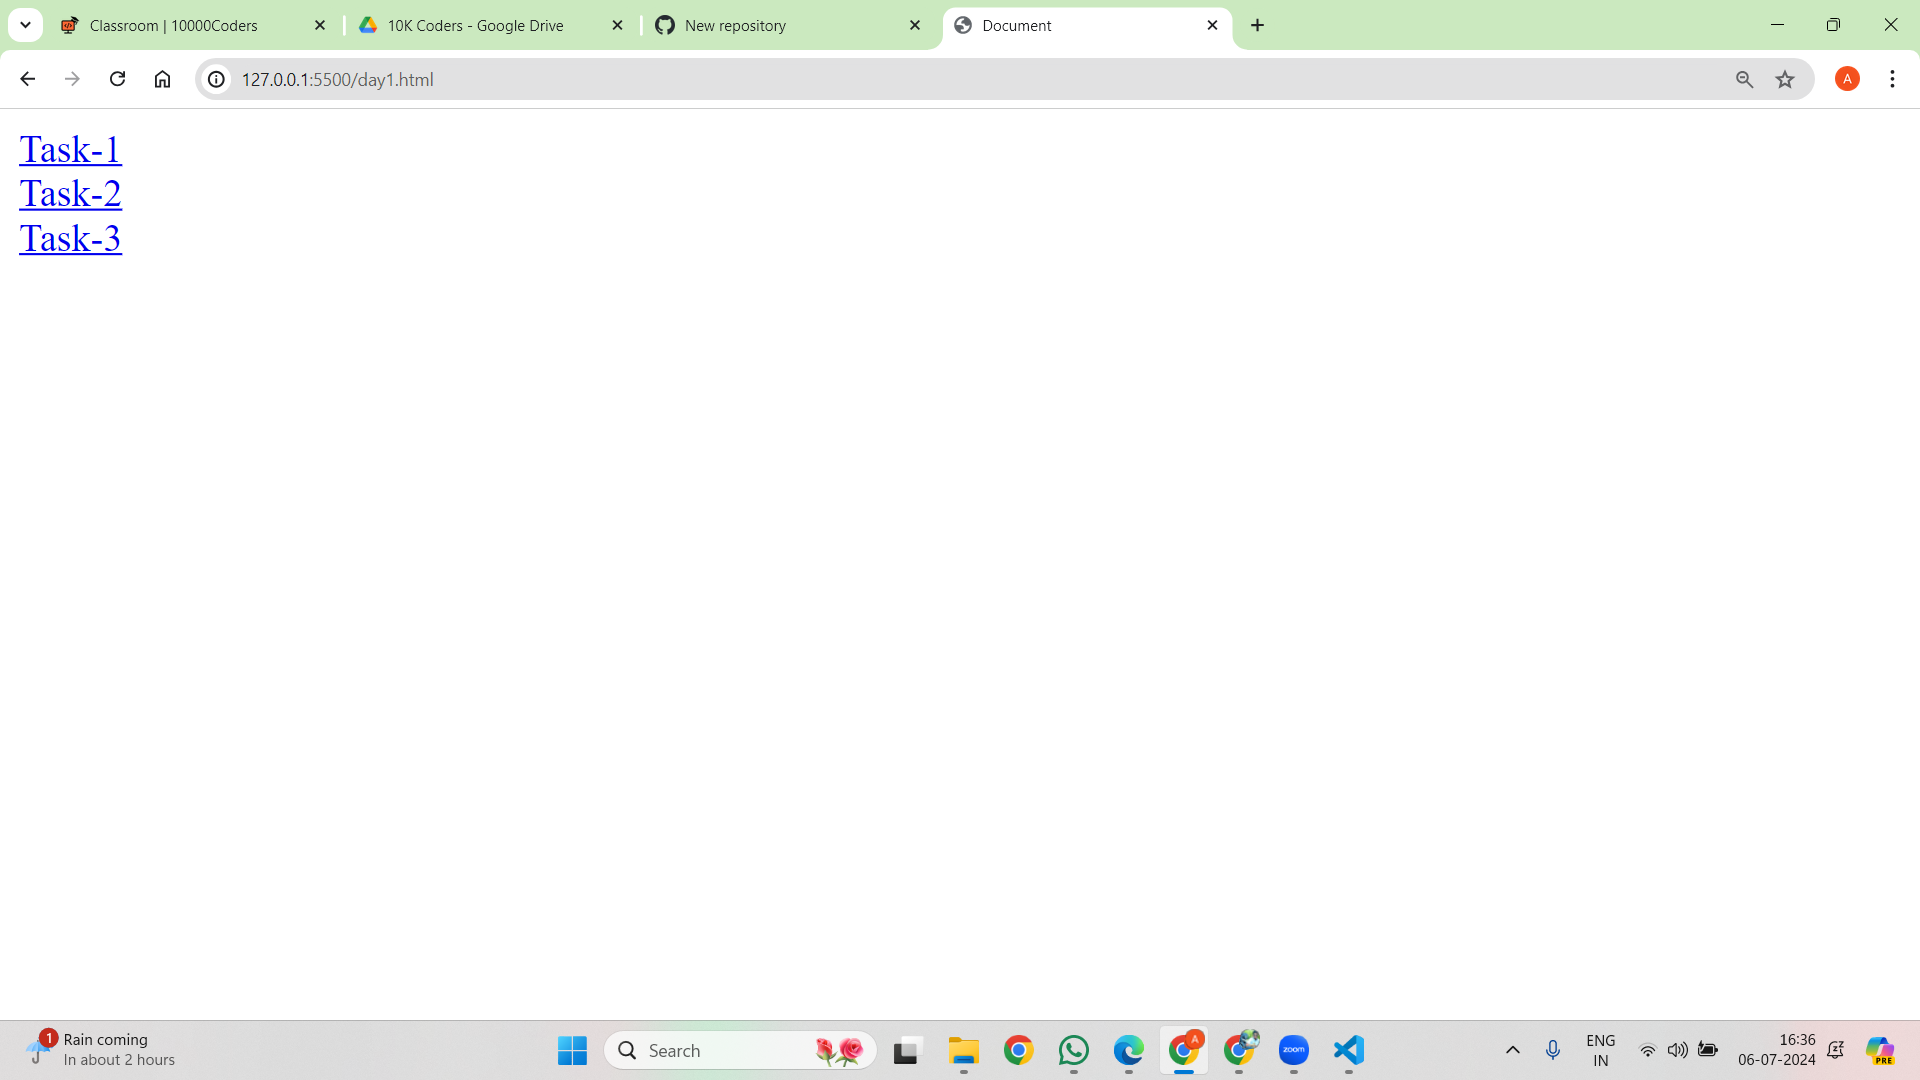 Classroom | 10000Coders
10K Coders - Google Drive
New repository
Document
127.0.0.1:5500/day1.html
A
Task-1
Task-2
Task-3
1
Rain coming
In about 2 hours
Search
A
zoom
ENG
IN
16:36
06-07-2024
PRE